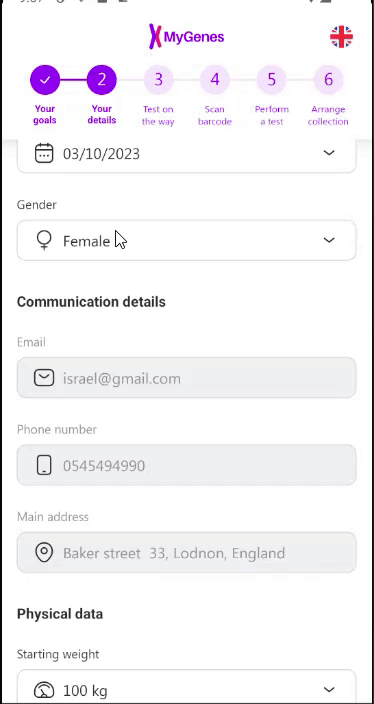 MyGenes
2 3 4 5 6
Your goals
Your details
Test on the way
Scan barcode
Perform a test
Arrange collection
03/10/2023
Gender
Female
Communication details
Email
israel@gmail.com
Phone number
0545494990
Main address
Baker street 33, Lodnon, England
Physical data
Starting weight
100 kg